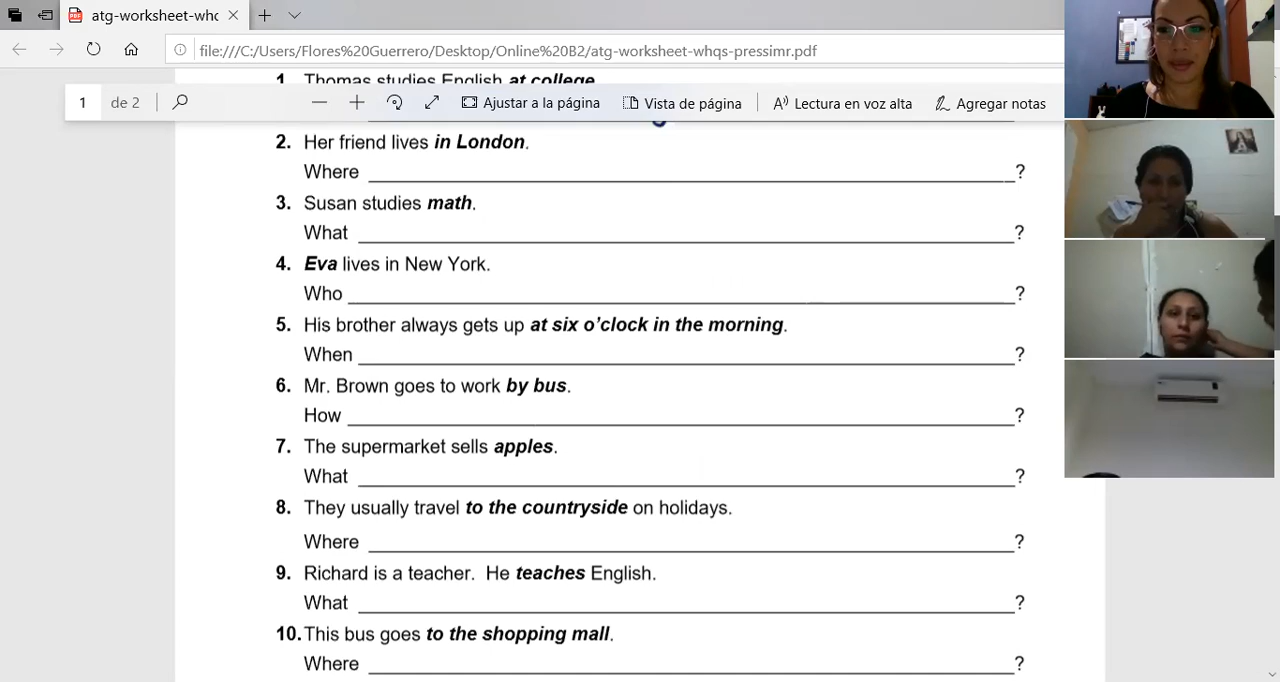 atg-worksheet-whq
file:///C:/Users/Flores%20Guerrero/Desktop/Online%20B2/atg-worksheet-whqs-pressimr.pdf
1. Thomas studies English at college.
1 de 2 Ajustar a la página Vista de página Lectura en voz alta Agregar notas
2. Her friend lives in London.
Where ?
3. Susan studies math.
What ?
4. Eva lives in New York.
Who ?
5. His brother always gets up at six o’clock in the morning.
When ?
6. Mr. Brown goes to work by bus.
How ?
7. The supermarket sells apples.
What ?
8. They usually travel to the countryside on holidays.
Where ?
9. Richard is a teacher. He teaches English.
What ?
10. This bus goes to the shopping mall.
Where ?